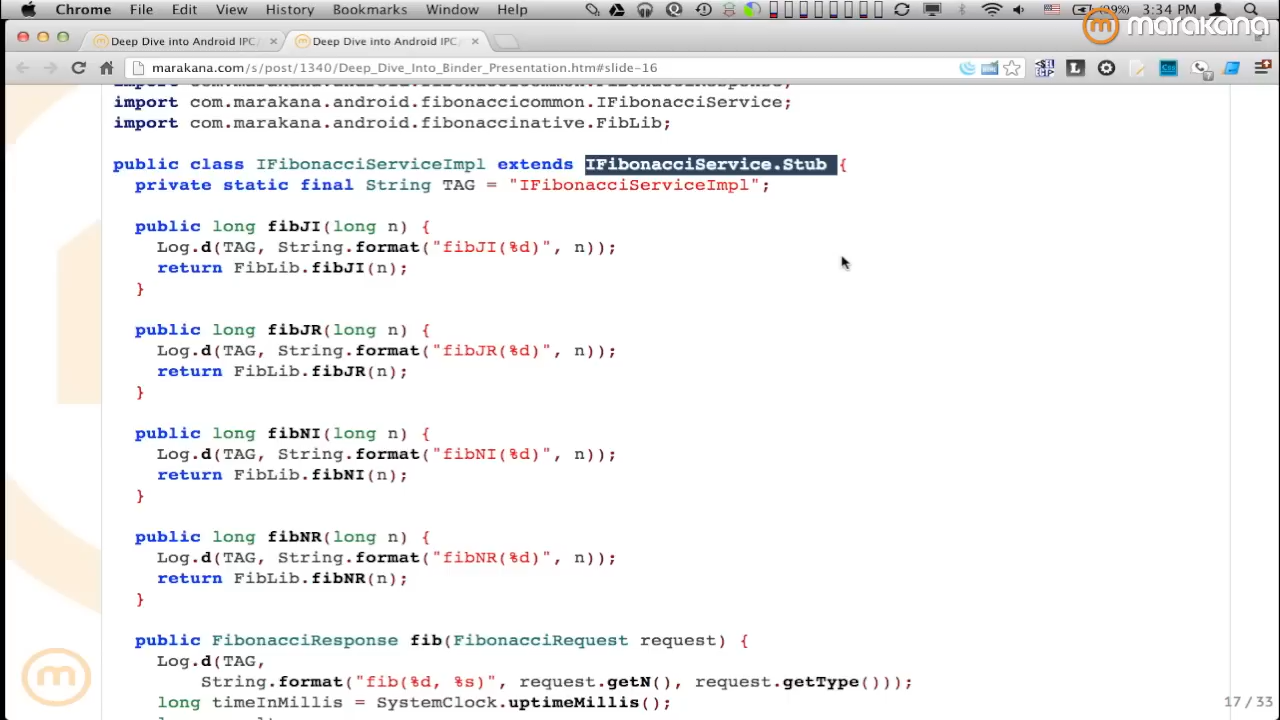 Chrome File Edit View History Bookmarks Window Help 3:34 PM
marakana
Deep Dive into Android IPC/ Deep Dive into Android IPC/
marakana.com/s/post/1340/Deep_Dive_Into_Binder_Presentation.htm#slide-16
import com.marakana.android.fibonaccicommon.IFibonacciService;
import com.marakana.android.fibonaccinative.FibLib;
public class IFibonacciServiceImpl extends IFibonacciService.Stub {
private static final String TAG = "IFibonacciServiceImpl";
public long fibJI(long n) {
Log.d(TAG, String.format("fibJI(%d)", n));
return FibLib.fibJI(n);
}
public long fibJR(long n) {
Log.d(TAG, String.format("fibJR(%d)", n));
return FibLib.fibJR(n);
}
public long fibNI(long n) {
Log.d(TAG, String.format("fibNI(%d)", n));
return FibLib.fibNI(n);
}
public long fibNR(long n) {
Log.d(TAG, String.format("fibNR(%d)", n));
return FibLib.fibNR(n);
}
public FibonacciResponse fib(FibonacciRequest request) {
Log.d(TAG,
String.format("fib(%d, %s)", request.getN(), request.getType()));
long timeInMillis = SystemClock.uptimeMillis();
17 / 33